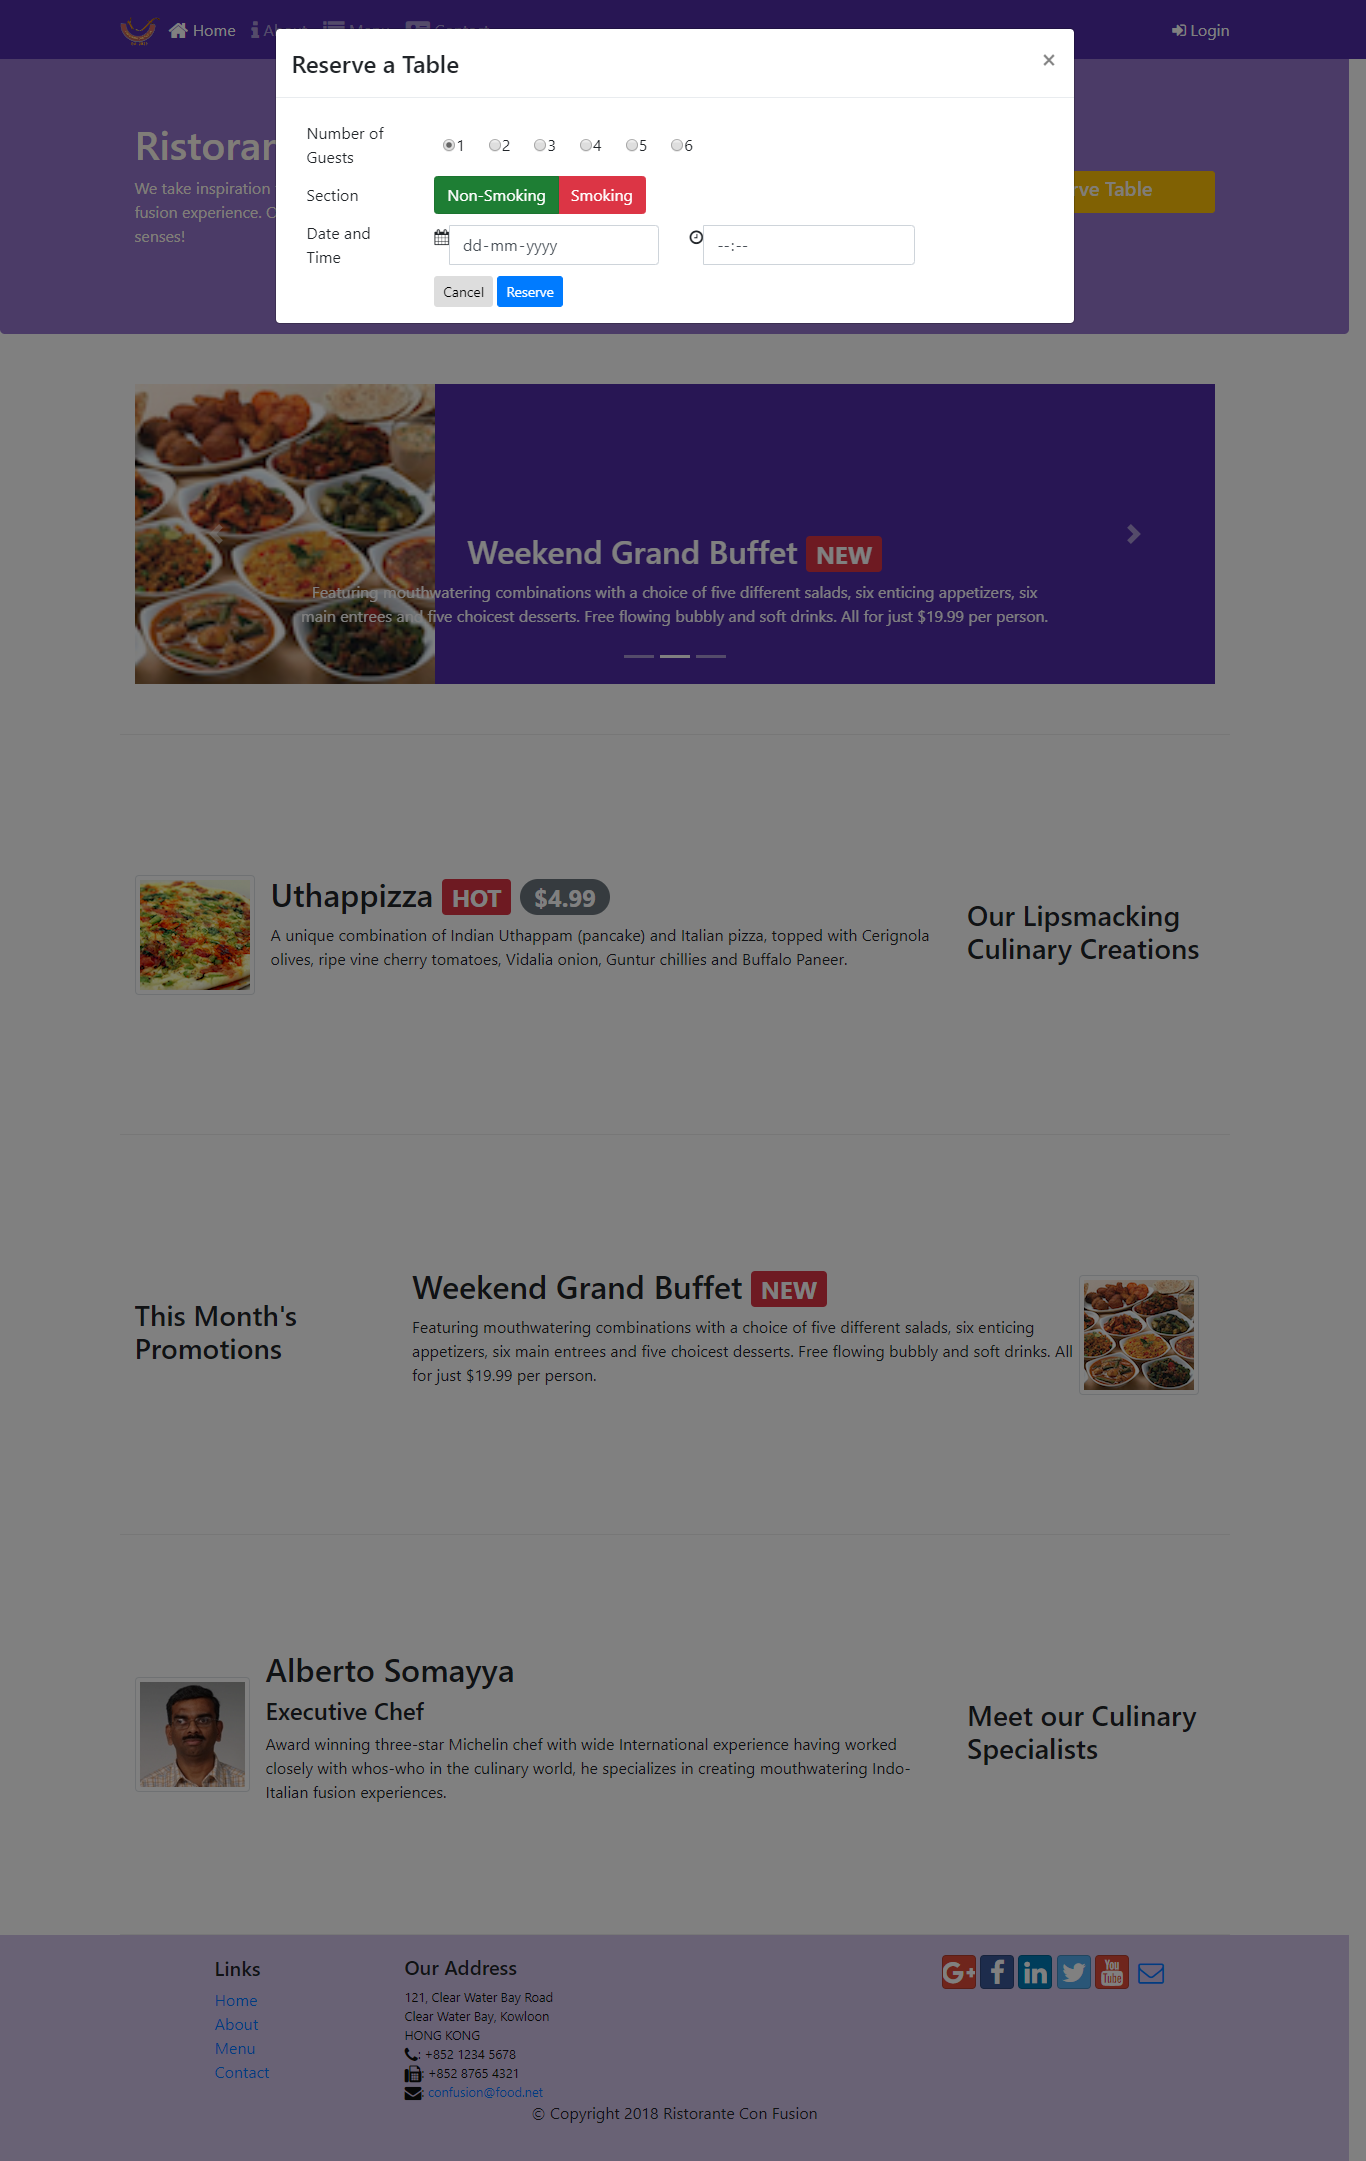 Home
Login
Reserve a Table
×
Number of
Guests
1 2 3 4 5 6
Section
Non-Smoking Smoking
Date and
Time
dd-mm-yyyy
--:--
Cancel Reserve
We take inspiration
fusion experience.
senses!
Table
Weekend Grand Buffet NEW
Featuring mouthwatering combinations with a choice of five different salads, six enticing appetizers, six
main entrees and five choicest desserts. Free flowing bubbly and soft drinks. All for just $19.99 per person.
Uthappizza HOT $4.99
A unique combination of Indian Uthappam (pancake) and Italian pizza, topped with Cerignola
olives, ripe vine cherry tomatoes, Vidalia onion, Guntur chillies and Buffalo Paneer.
Our Lipsmacking
Culinary Creations
This Month's
Promotions
Weekend Grand Buffet NEW
Featuring mouthwatering combinations with a choice of five different salads, six enticing
appetizers, six main entrees and five choicest desserts. Free flowing bubbly and soft drinks. All
for just $19.99 per person.
Alberto Somayya
Executive Chef
Award winning three-star Michelin chef with wide International experience having worked
closely with whos-who in the culinary world, he specializes in creating mouthwatering Indo-
Italian fusion experiences.
Meet our Culinary
Specialists
Links
Home
About
Menu
Contact
Our Address
121, Clear Water Bay Road
Clear Water Bay, Kowloon
HONG KONG
: +852 1234 5678
: +852 8765 4321
: confusion@food.net
You
Tube
© Copyright 2018 Ristorante Con Fusion